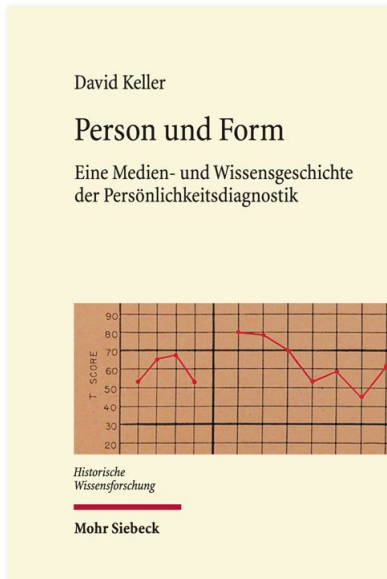 David Keller
Person und Form
Eine Medien- und Wissensgeschichte
der Persönlichkeitsdiagnostik
T SCORE
90
80
70
60
50
40
30
20
Historische
Wissensforschung
Mohr Siebeck